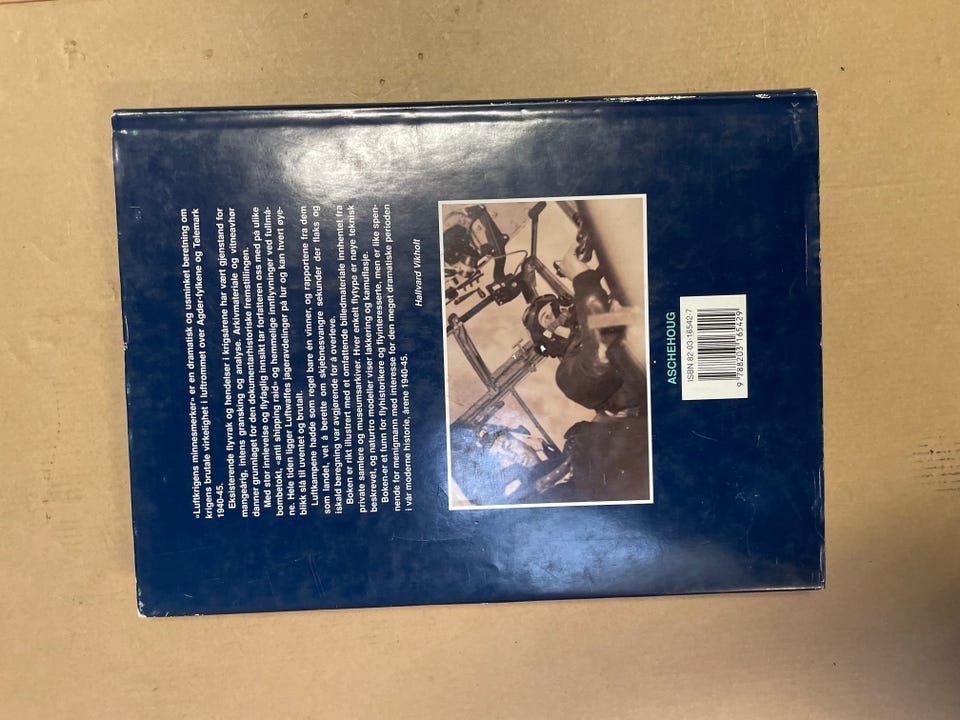 «Luftkrigens minnesmerker» er en dramatisk og usminket beretning om
krigens brutale virkelighet i luftrommet over Agder-fylkene og Telemark
1940-45.
Eksisterende flyvrak og hendelser i krigsårene har vært gjenstand for
mangeårig, intens gransking og analyse. Arkivmateriale og vitneavhør
danner grunnlaget for den dokumentarhistoriske fremstillingen.
Med stor innlevelse og flyfaglig innsikt tar forfatteren oss med på ulike
bombetokt, «anti shipping raid» og hemmelige innflyvninger ved fullmå-
ne. Hele tiden ligger Luftwaffes jageravdelinger på lur og kan hvert øye-
blikk slå til uventet og brutalt.
Luftkampene hadde som regel bare én vinner, og rapportene fra dem
som landet, vet å berette om skjebnesvangre sekunder der flaks og
iskald beregning var avgjørende for å overleve.
Boken er rikt illustrert med et omfattende billedmateriale innhentet fra
private samlere og museumsarkiver. Hver enkelt flytype er nøye teknisk
beskrevet, og naturtro modeller viser lakkering og kamuflasje.
Boken er et funn for flyhistorikere og flyinteresserte, men er like spen-
nende for menigmann med interesse for den meget dramatiske perioden
i vår moderne historie, årene 1940-45.
Hallvard Vikholt
ASCHEHOUG
ISBN 82-03-16542-7
9 788203 165429